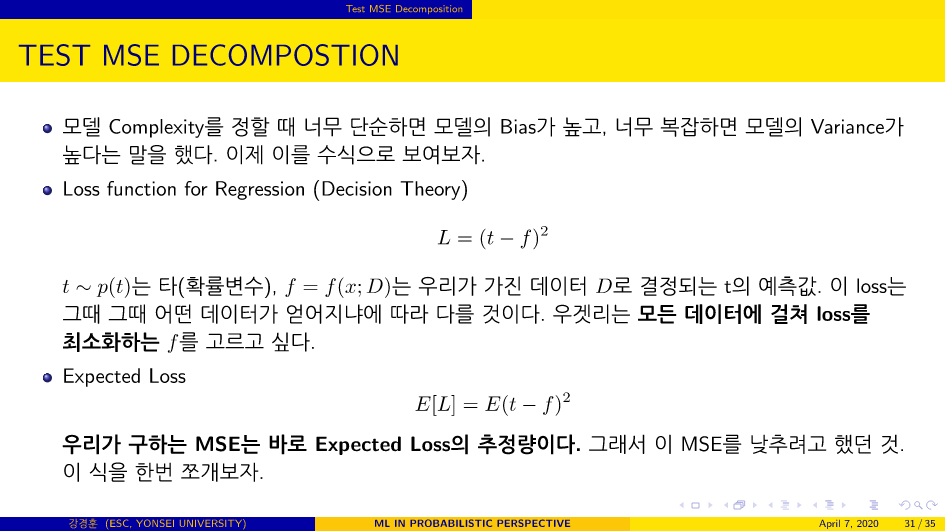 Test MSE Decomposition
TEST MSE DECOMPOSTION
모델 Complexity를 정할 때 너무 단순하면 모델의 Bias가 높고, 너무 복잡하면 모델의 Variance가
높다는 말을 했다. 이제 이를 수식으로 보여보자.
Loss function for Regression (Decision Theory)
L = (t − f)²
t ∼ p(t)는 타(확률변수), f = f(x; D)는 우리가 가진 데이터 D로 결정되는 t의 예측값. 이 loss는
그때 그때 어떤 데이터가 얻어지냐에 따라 다를 것이다. 우겟리는 모든 데이터에 걸쳐 loss를
최소화하는 f를 고르고 싶다.
Expected Loss
E[L] = E(t − f)²
우리가 구하는 MSE는 바로 Expected Loss의 추정량이다. 그래서 이 MSE를 낮추려고 했던 것.
이 식을 한번 쪼개보자.
강경훈 (ESC, YONSEI UNIVERSITY) ML IN PROBABILISTIC PERSPECTIVE April 7, 2020 31 / 35